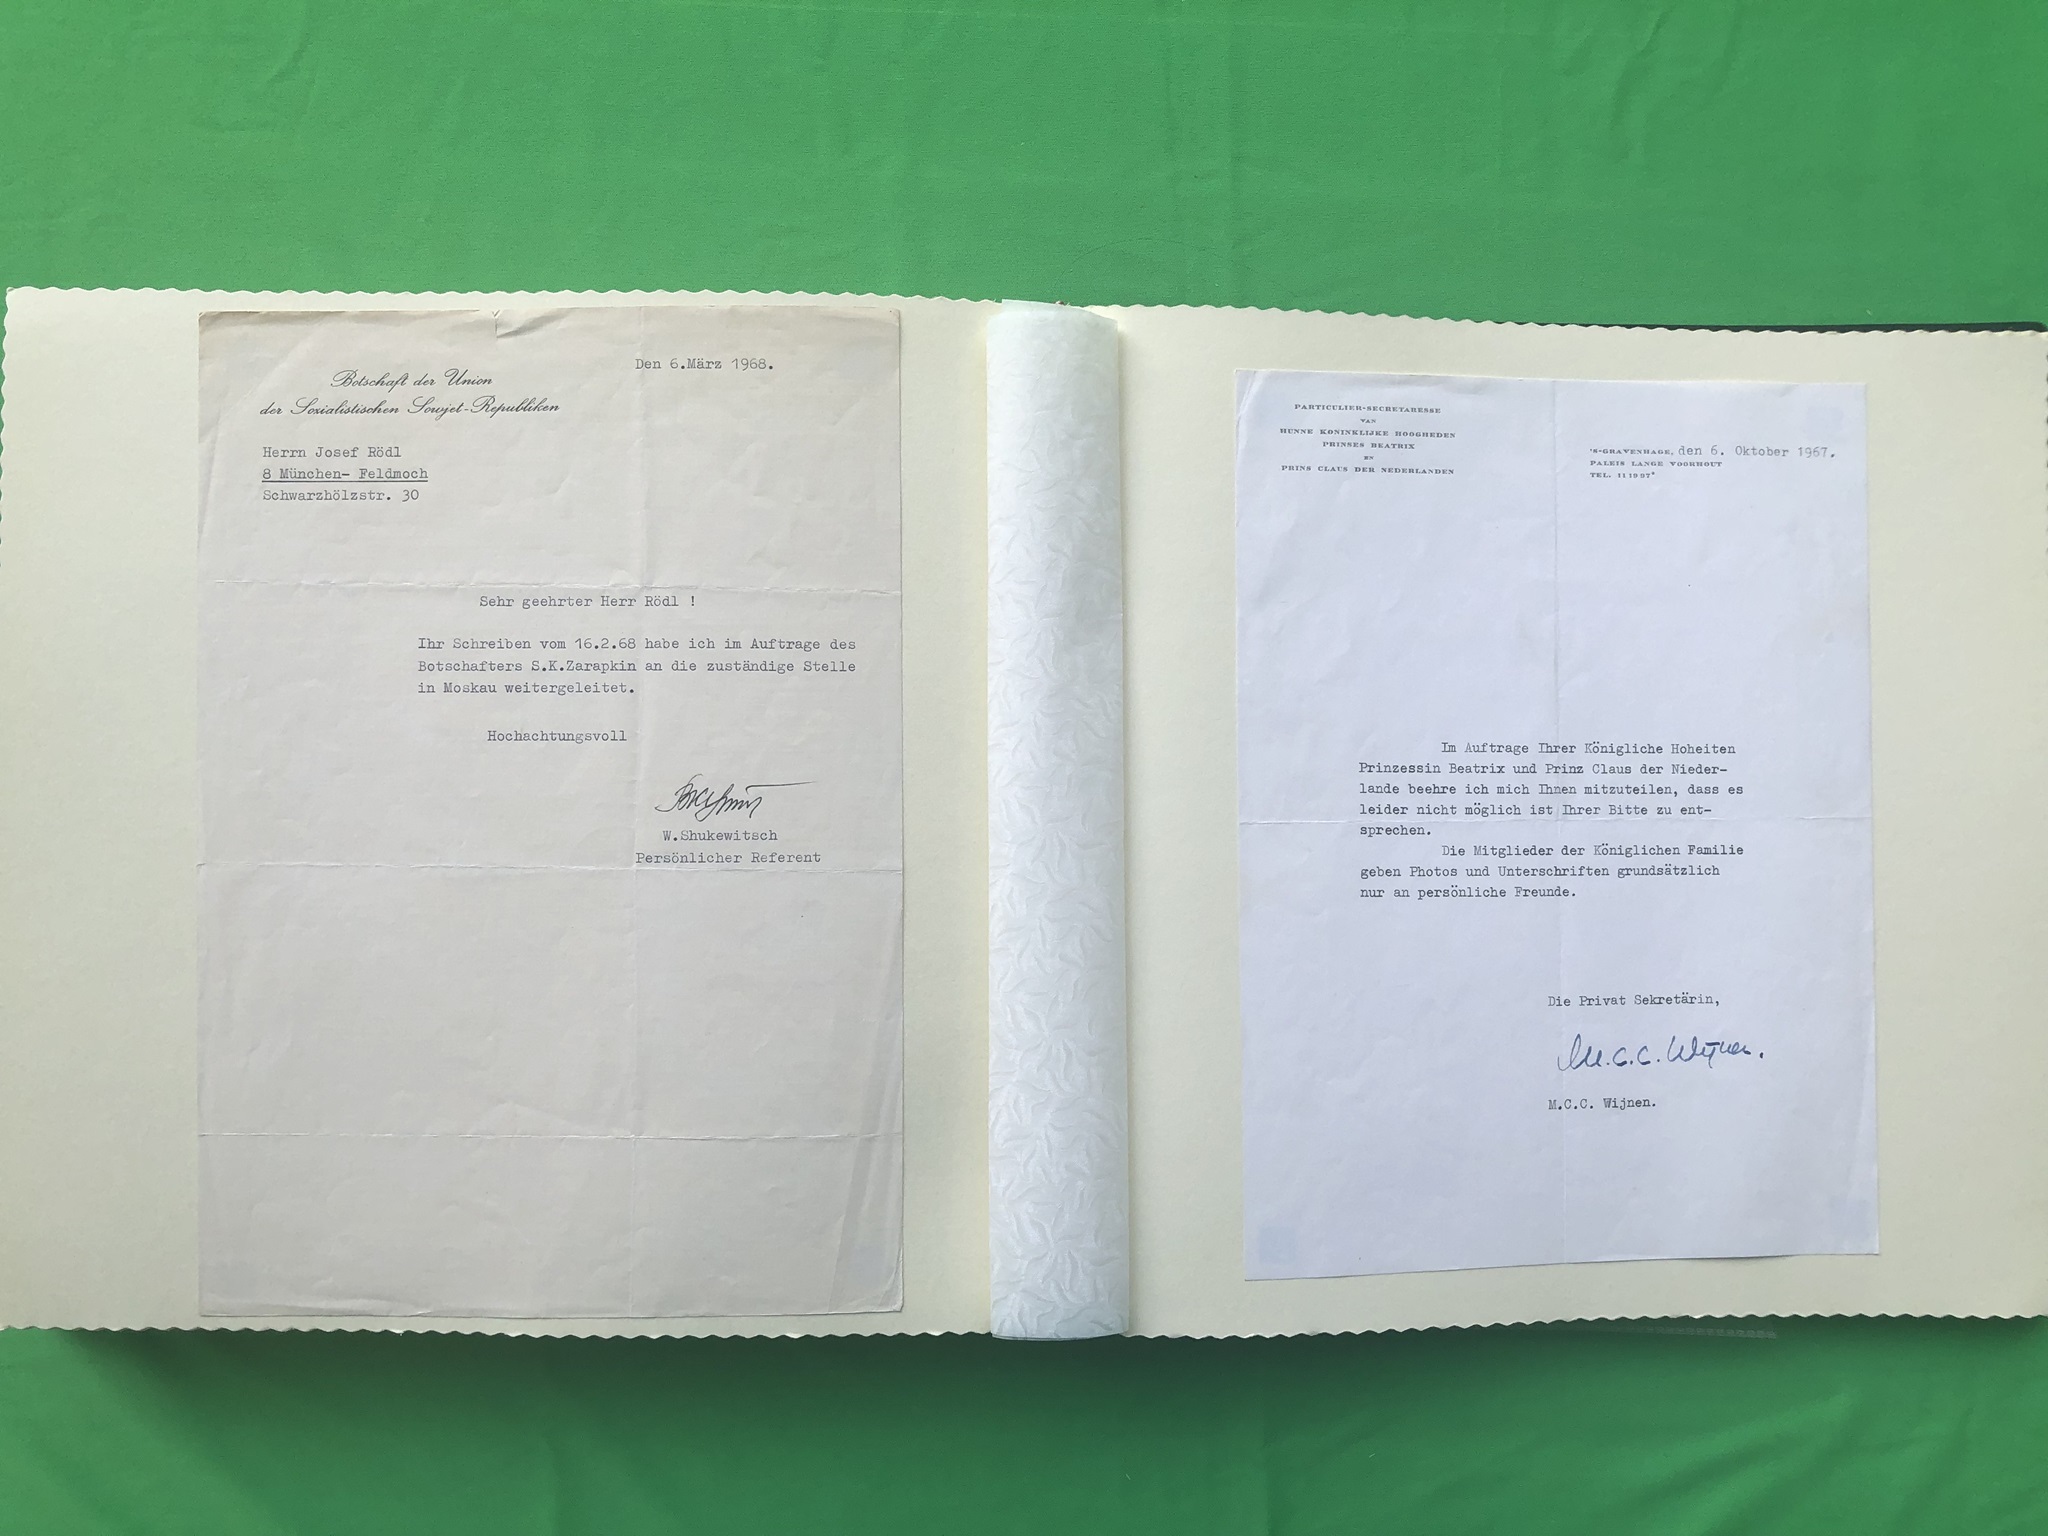 Den 6.März 1968.
Botschaft der Union
der Sozialistischen Sowjet-Republiken
Herrn Josef Rödl
8 München- Feldmoch
Schwarzhölzstr. 30
Sehr geehrter Herr Rödl !
Ihr Schreiben vom 16.2.68 habe ich im Auftrage des
Botschafters S.K.Zarapkin an die zuständige Stelle
in Moskau weitergeleitet.
Hochachtungsvoll
W.Shukewitsch
Persönlicher Referent
PARTICULIER-SECRETARESSE
VAN
HUNNE KONINKLIJKE HOOGHEDEN
PRINSES BEATRIX
EN
PRINS CLAUS DER NEDERLANDEN
'S-GRAVENHAGE, den 6. Oktober 1967.
PALEIS LANGE VOORHOUT
TEL. 11 19 97*
Im Auftrage Ihrer Königliche Hoheiten
Prinzessin Beatrix und Prinz Claus der Nieder-
lande beehre ich mich Ihnen mitzuteilen, dass es
leider nicht möglich ist Ihrer Bitte zu ent-
sprechen.
Die Mitglieder der Königlichen Familie
geben Photos und Unterschriften grundsätzlich
nur an persönliche Freunde.
Die Privat Sekretärin,
M.C.C. Wijnen.
M.C.C. Wijnen.